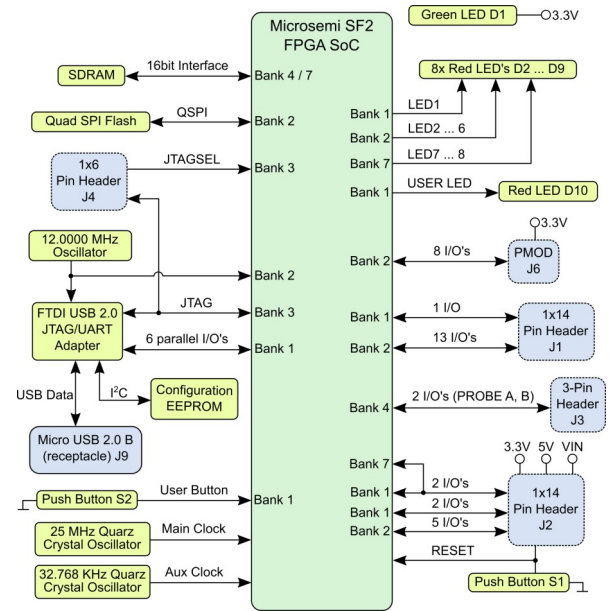 Microsemi SF2
FPGA SoC
Green LED D1
3.3V
SDRAM
16bit Interface
Bank 4 / 7
8x Red LED's D2 ... D9
Quad SPI Flash
QSPI
Bank 2
Bank 1
LED1
LED2 ... 6
Bank 2
1x6
Pin Header
J4
JTAGSEL
Bank 3
Bank 7
LED7 ... 8
Bank 1
USER LED
Red LED D10
12.0000 MHz
Oscillator
Bank 2
3.3V
Bank 2
8 I/O's
PMOD
J6
FTDI USB 2.0
JTAG/UART
Adapter
JTAG
Bank 3
6 parallel I/O's
Bank 1
Bank 1
1 I/O
Bank 2
13 I/O's
1x14
Pin Header
J1
USB Data
I²C
Configuration
EEPROM
Bank 4
2 I/O's (PROBE A, B)
3-Pin
Header
J3
Micro USB 2.0 B
(receptacle) J9
3.3V
5V
VIN
Bank 7
Bank 1
2 I/O's
Bank 1
2 I/O's
Bank 2
5 I/O's
1x14
Pin Header
J2
Push Button S2
User Button
Bank 1
25 MHz Quarz
Crystal Oscillator
Main Clock
RESET
32.768 KHz Quarz
Crystal Oscillator
Aux Clock
Push Button S1